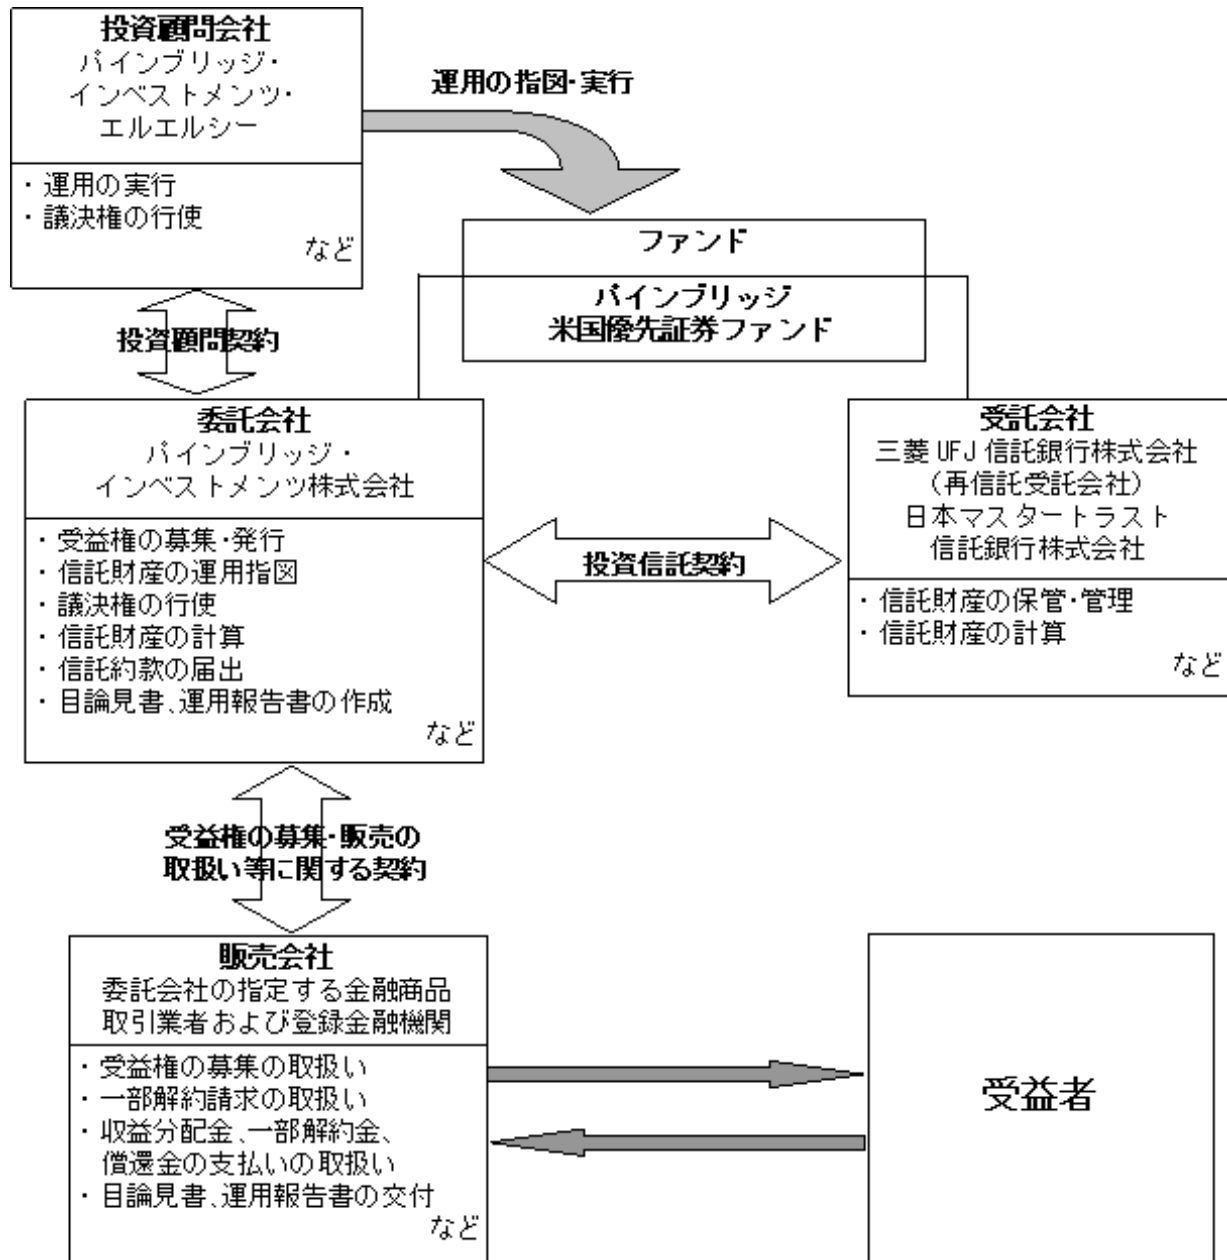 投資顧問会社
パインブリッジ・
インベストメンツ・
エルエルシー
・運用の実行
・議決権の行使
など
運用の指図・実行
ファンド
パインブリッジ
米国優先証券ファンド
投資顧問契約
委託会社
パインブリッジ・
インベストメンツ株式会社
・受益権の募集・発行
・信託財産の運用指図
・議決権の行使
・信託財産の計算
・信託約款の届出
・目論見書、運用報告書の作成
など
投資信託契約
受託会社
三菱UFJ信託銀行株式会社
（再信託受託会社）
日本マスタートラスト
信託銀行株式会社
・信託財産の保管・管理
・信託財産の計算
など
受益権の募集・販売の
取扱い等に関する契約
販売会社
委託会社の指定する金融商品
取引業者および登録金融機関
・受益権の募集の取扱い
・一部解約請求の取扱い
・収益分配金、一部解約金、
償還金の支払いの取扱い
・目論見書、運用報告書の交付
など
受益者